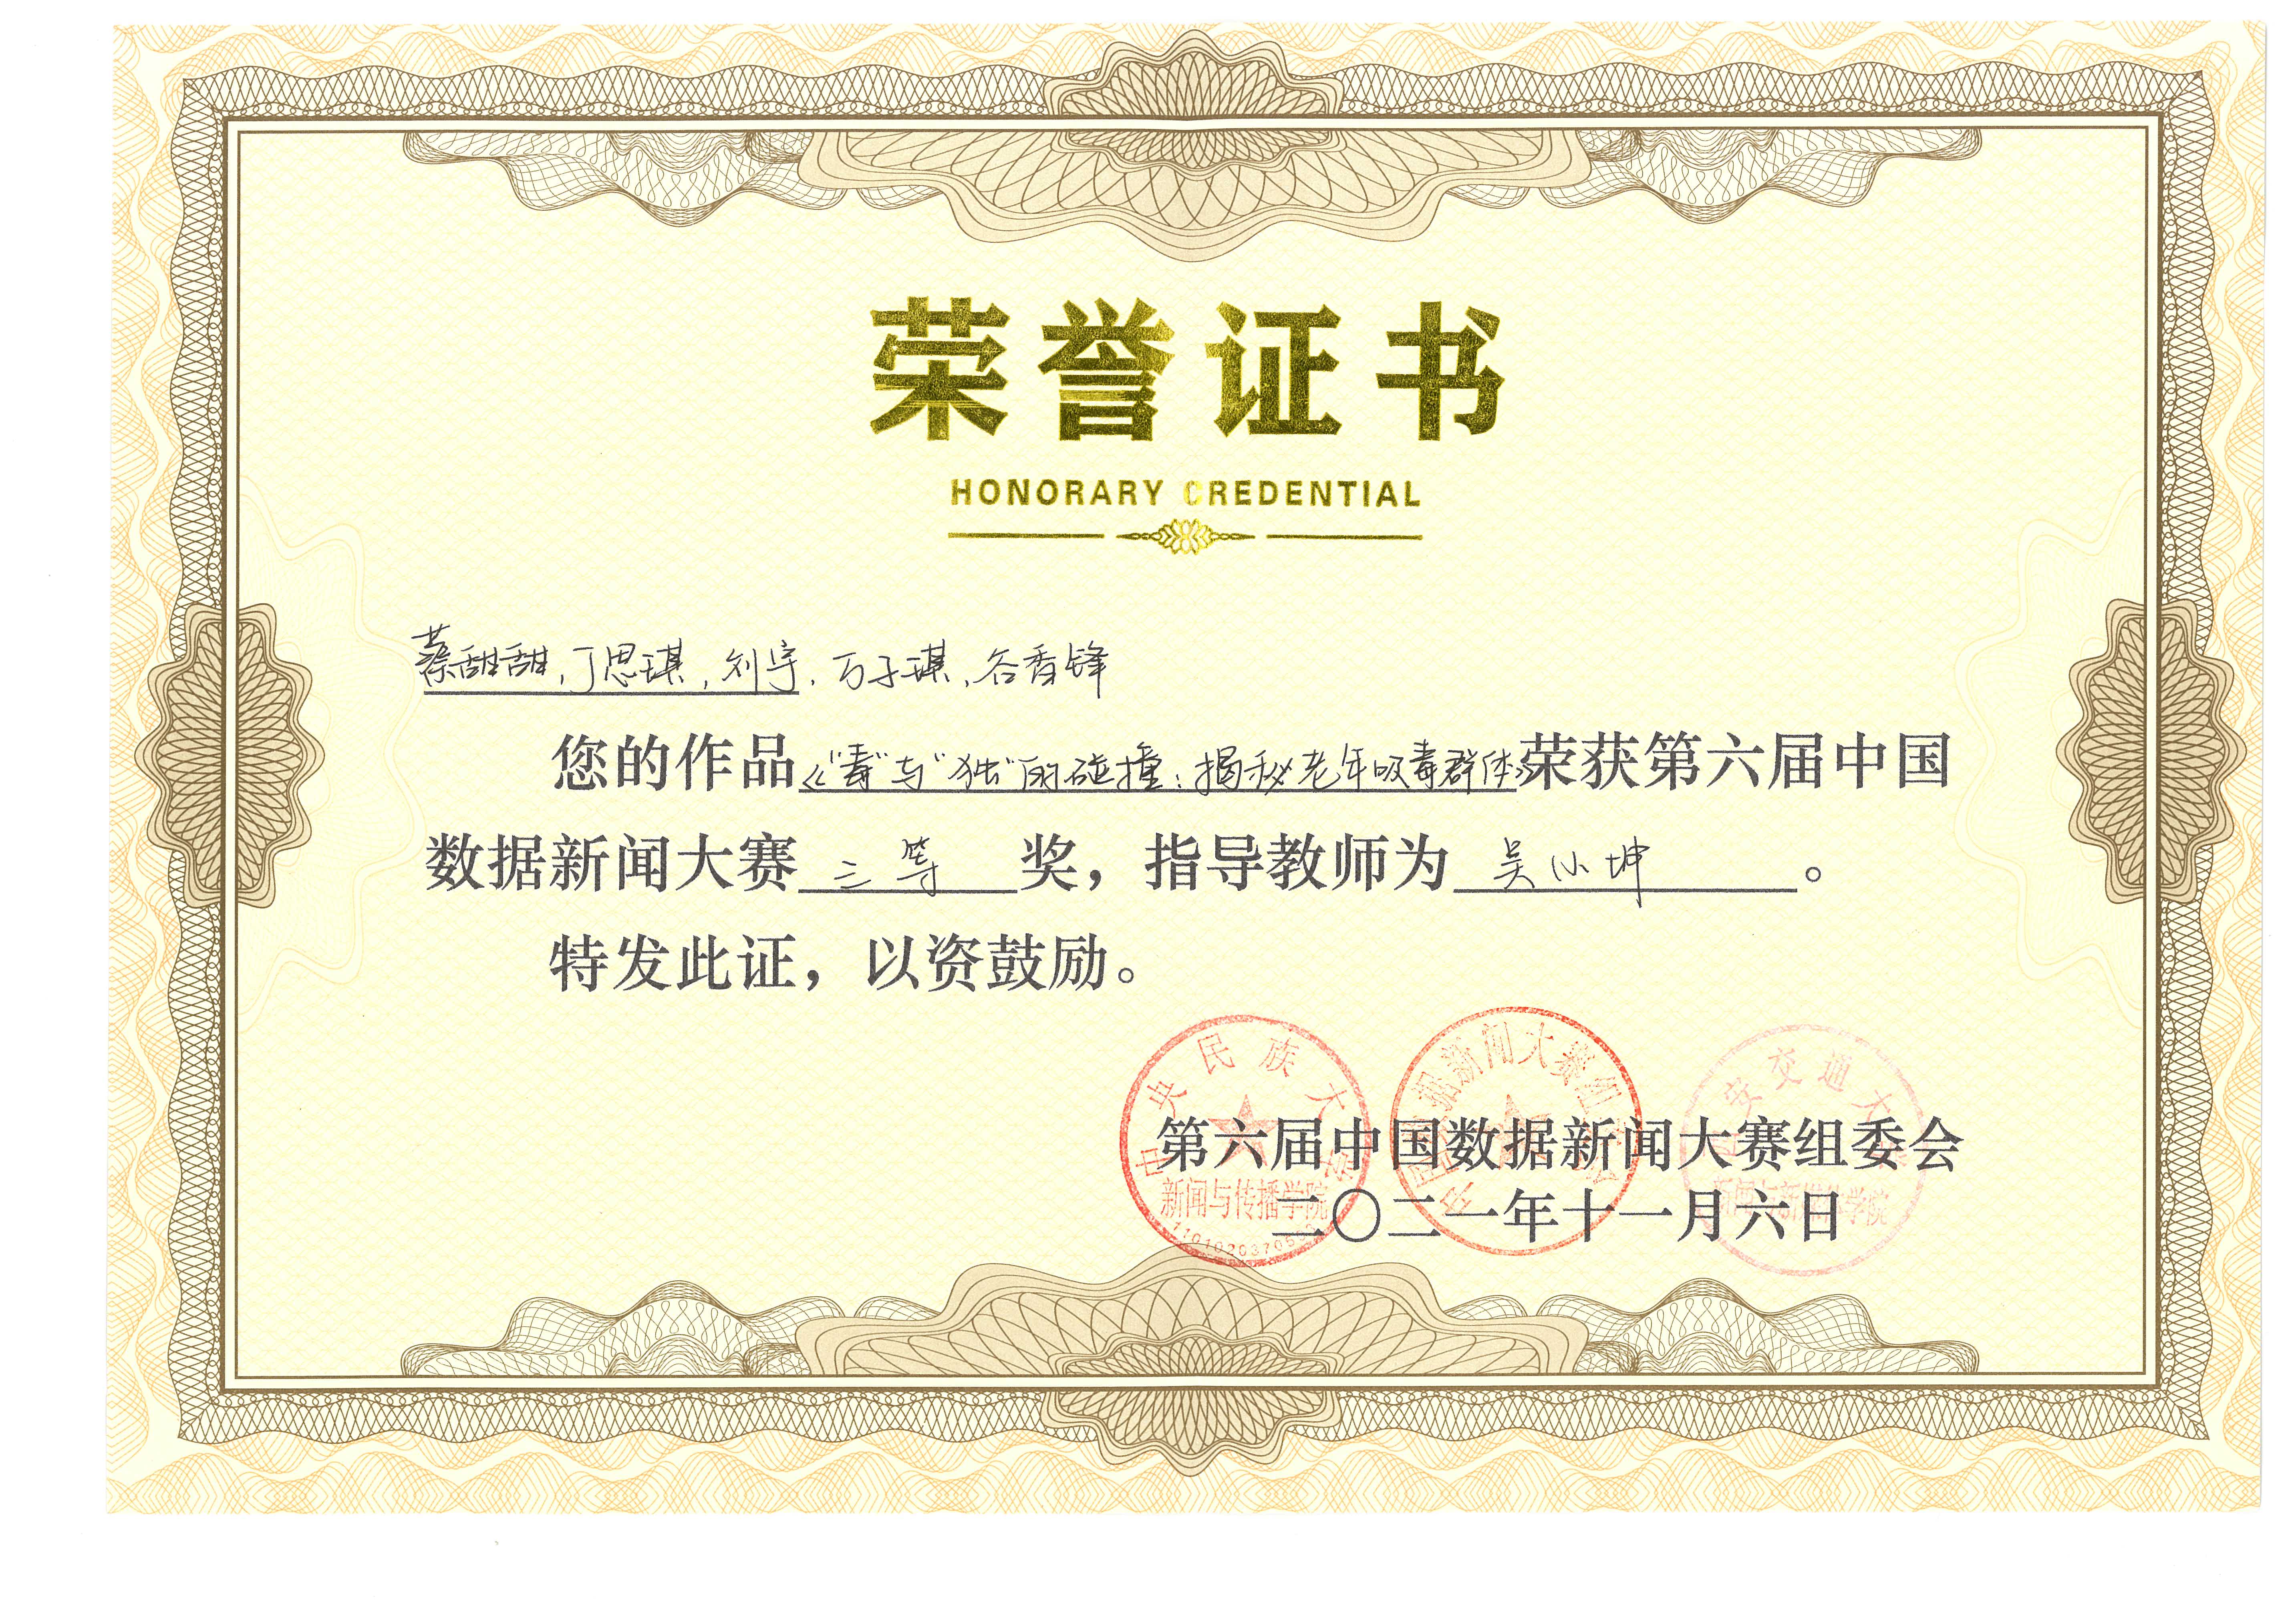 荣誉证书
HONORARY CREDENTIAL
蔡甜甜,丁思琪,刘宇,万子琪,谷香锋
您的作品《“毒”与“独”的碰撞:揭秘老年吸毒群体》荣获第六届中国
数据新闻大赛三等奖，指导教师为吴小坤。
特发此证，以资鼓励。
中央民族大学
新闻与传播学院
中国数据新闻大赛组委会
西安交通大学
新闻与新媒体学院
第六届中国数据新闻大赛组委会
二〇二一年十一月六日